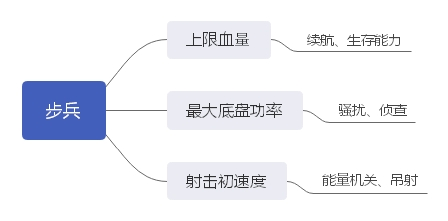 步兵
上限血量
续航、生存能力
最大底盘功率
骚扰、侦查
射击初速度
能量机关、吊射